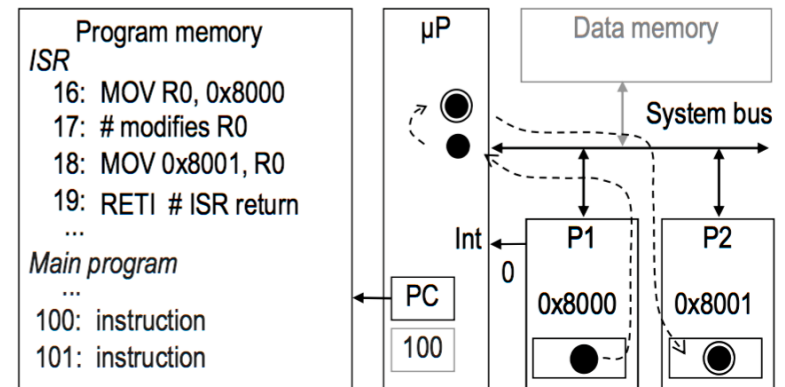 Program memory
ISR
16: MOV R0, 0x8000
17: # modifies R0
18: MOV 0x8001, R0
19: RETI # ISR return
...
Main program
...
100: instruction
101: instruction
µP
PC
100
Int
0
Data memory
System bus
P1
0x8000
P2
0x8001